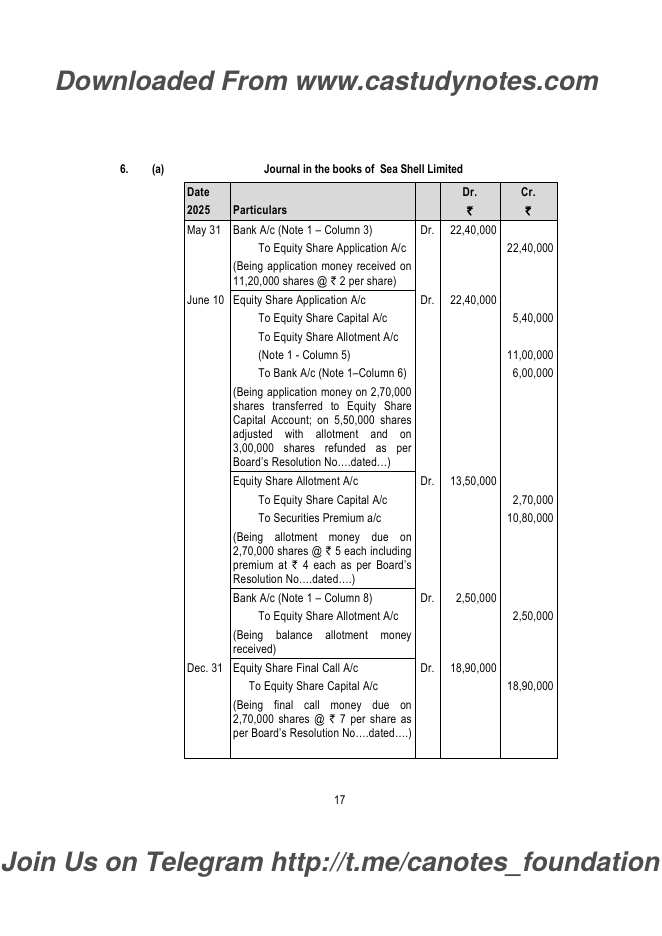 Downloaded From www.castudynotes.com
6. (a) Journal in the books of Sea Shell Limited
Date Dr. Cr.
2025 Particulars ₹ ₹
May 31 Bank A/c (Note 1 – Column 3) Dr. 22,40,000
To Equity Share Application A/c 22,40,000
(Being application money received on
11,20,000 shares @ ₹ 2 per share)
June 10 Equity Share Application A/c Dr. 22,40,000
To Equity Share Capital A/c 5,40,000
To Equity Share Allotment A/c
(Note 1 - Column 5) 11,00,000
To Bank A/c (Note 1–Column 6) 6,00,000
(Being application money on 2,70,000
shares transferred to Equity Share
Capital Account; on 5,50,000 shares
adjusted with allotment and on
3,00,000 shares refunded as per
Board’s Resolution No….dated…)
Equity Share Allotment A/c Dr. 13,50,000
To Equity Share Capital A/c 2,70,000
To Securities Premium a/c 10,80,000
(Being allotment money due on
2,70,000 shares @ ₹ 5 each including
premium at ₹ 4 each as per Board’s
Resolution No….dated….)
Bank A/c (Note 1 – Column 8) Dr. 2,50,000
To Equity Share Allotment A/c 2,50,000
(Being balance allotment money
received)
Dec. 31 Equity Share Final Call A/c Dr. 18,90,000
To Equity Share Capital A/c 18,90,000
(Being final call money due on
2,70,000 shares @ ₹ 7 per share as
per Board’s Resolution No….dated….)
17
Join Us on Telegram http://t.me/canotes_foundation